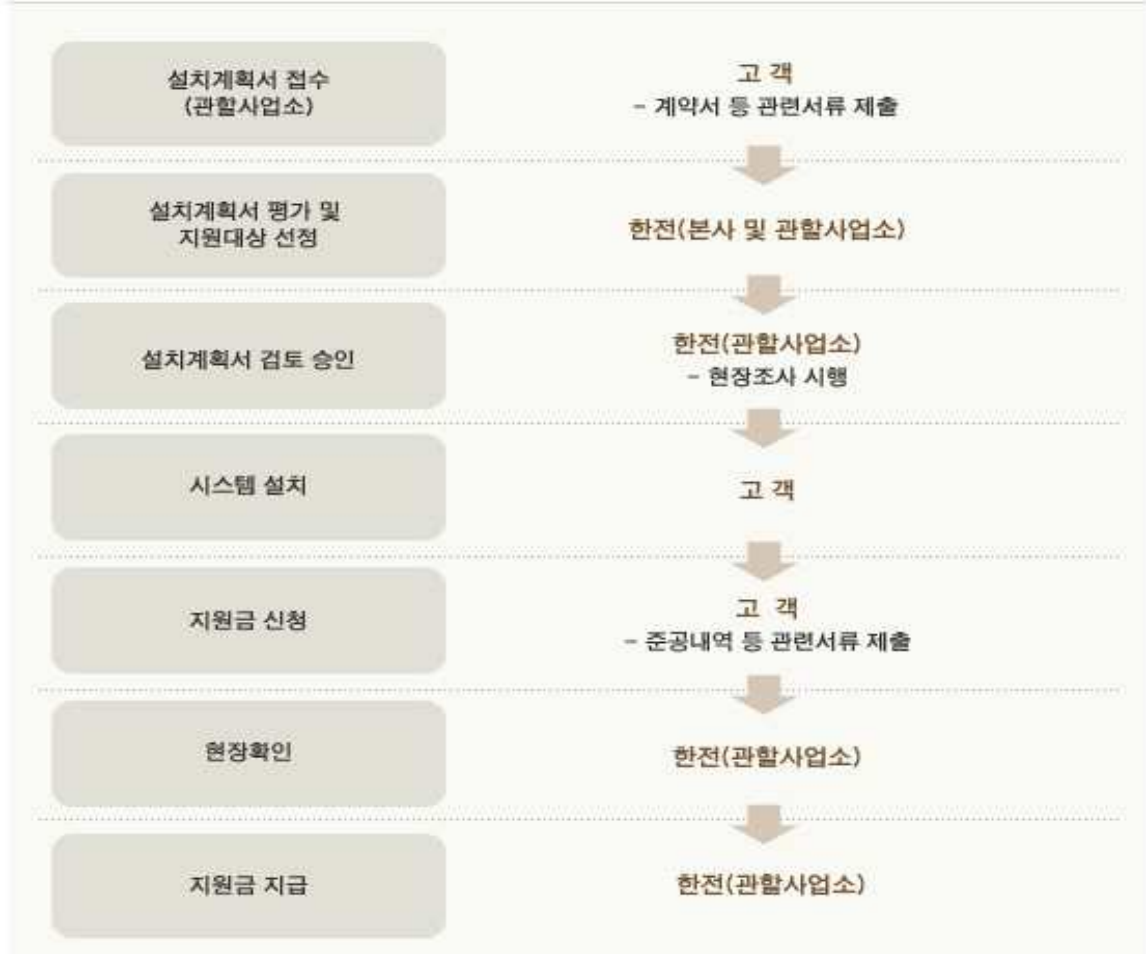 설치계획서 접수
(관할사업소)
고 객
- 계약서 등 관련서류 제출
설치계획서 평가 및
지원대상 선정
한전(본사 및 관할사업소)
설치계획서 검토 승인
한전(관할사업소)
- 현장조사 시행
시스템 설치
고 객
지원금 신청
고 객
- 준공내역 등 관련서류 제출
현장확인
한전(관할사업소)
지원금 지급
한전(관할사업소)